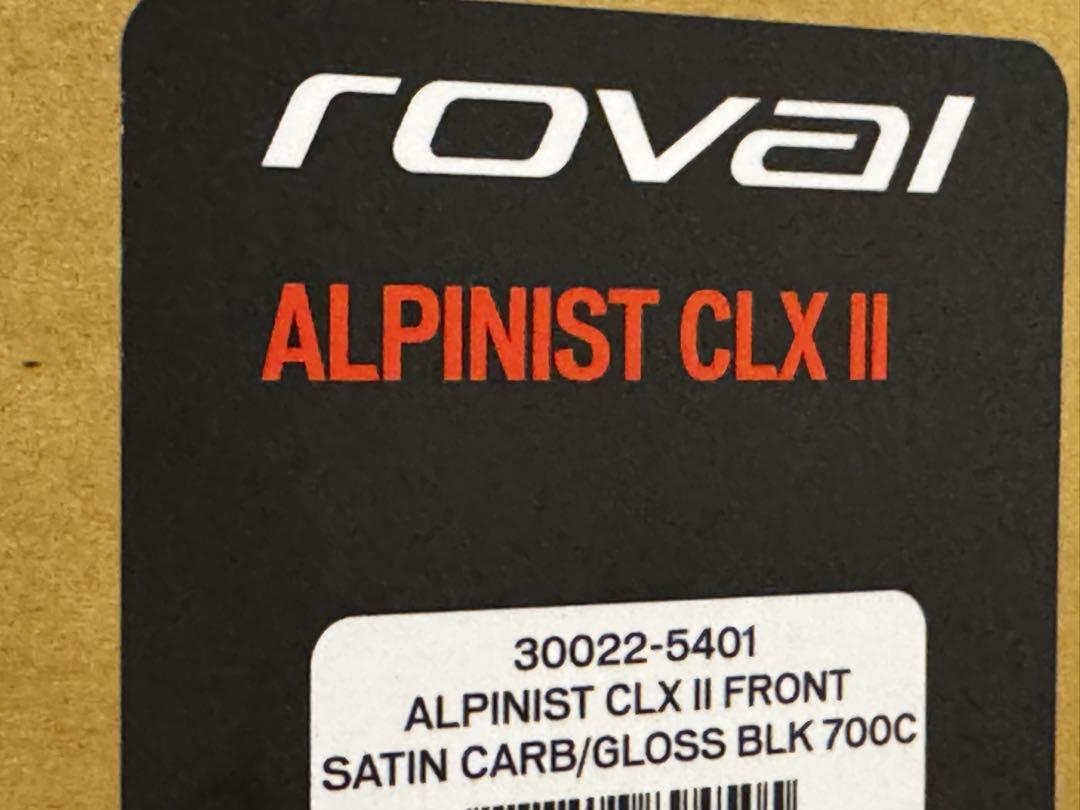 roval
ALPINIST CLX II
30022-5401
ALPINIST CLX II FRONT
SATIN CARB/GLOSS BLK 700C